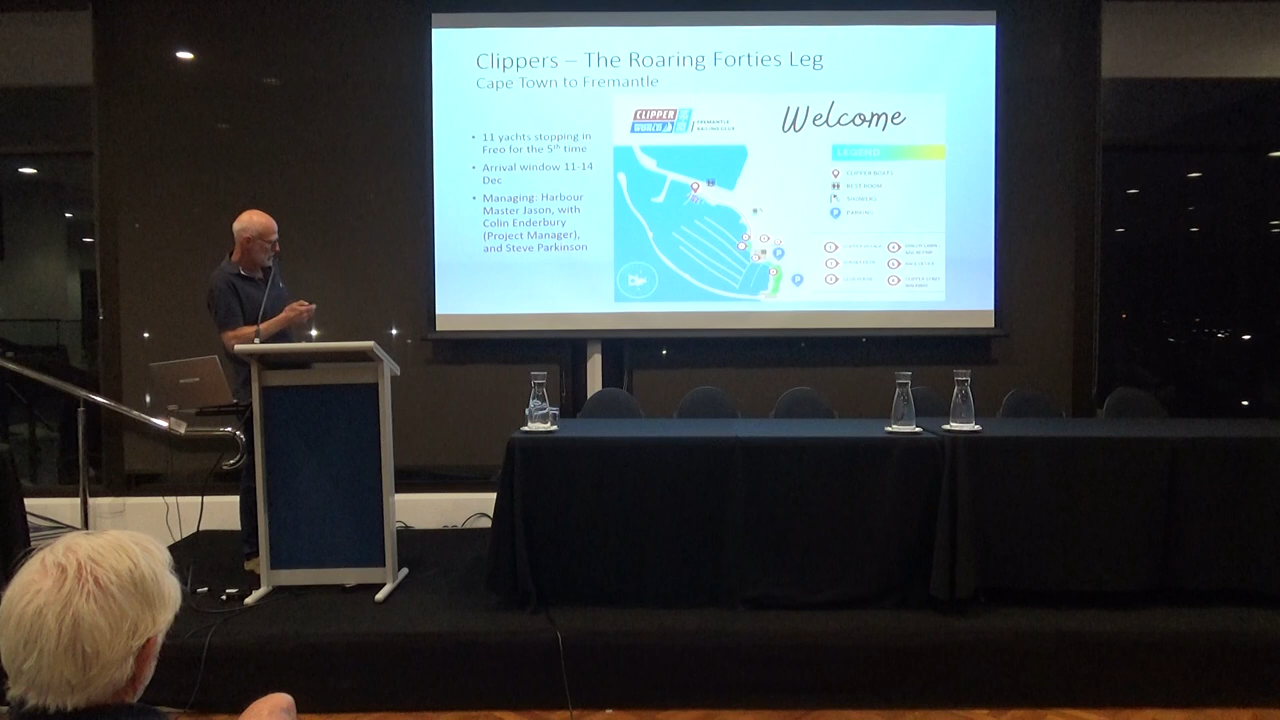 Clippers – The Roaring Forties Leg
Cape Town to Fremantle
• 11 yachts stopping in
Freo for the 5th time
• Arrival window 11-14
Dec
• Managing: Harbour
Master Jason, with
Colin Enderbury
(Project Manager),
and Steve Parkinson
CLIPPER
FREMANTLE
SAILING CLUB
Welcome
LEGEND
CLIPPER BOATS
REST ROOM
SHOWERS
PARKING